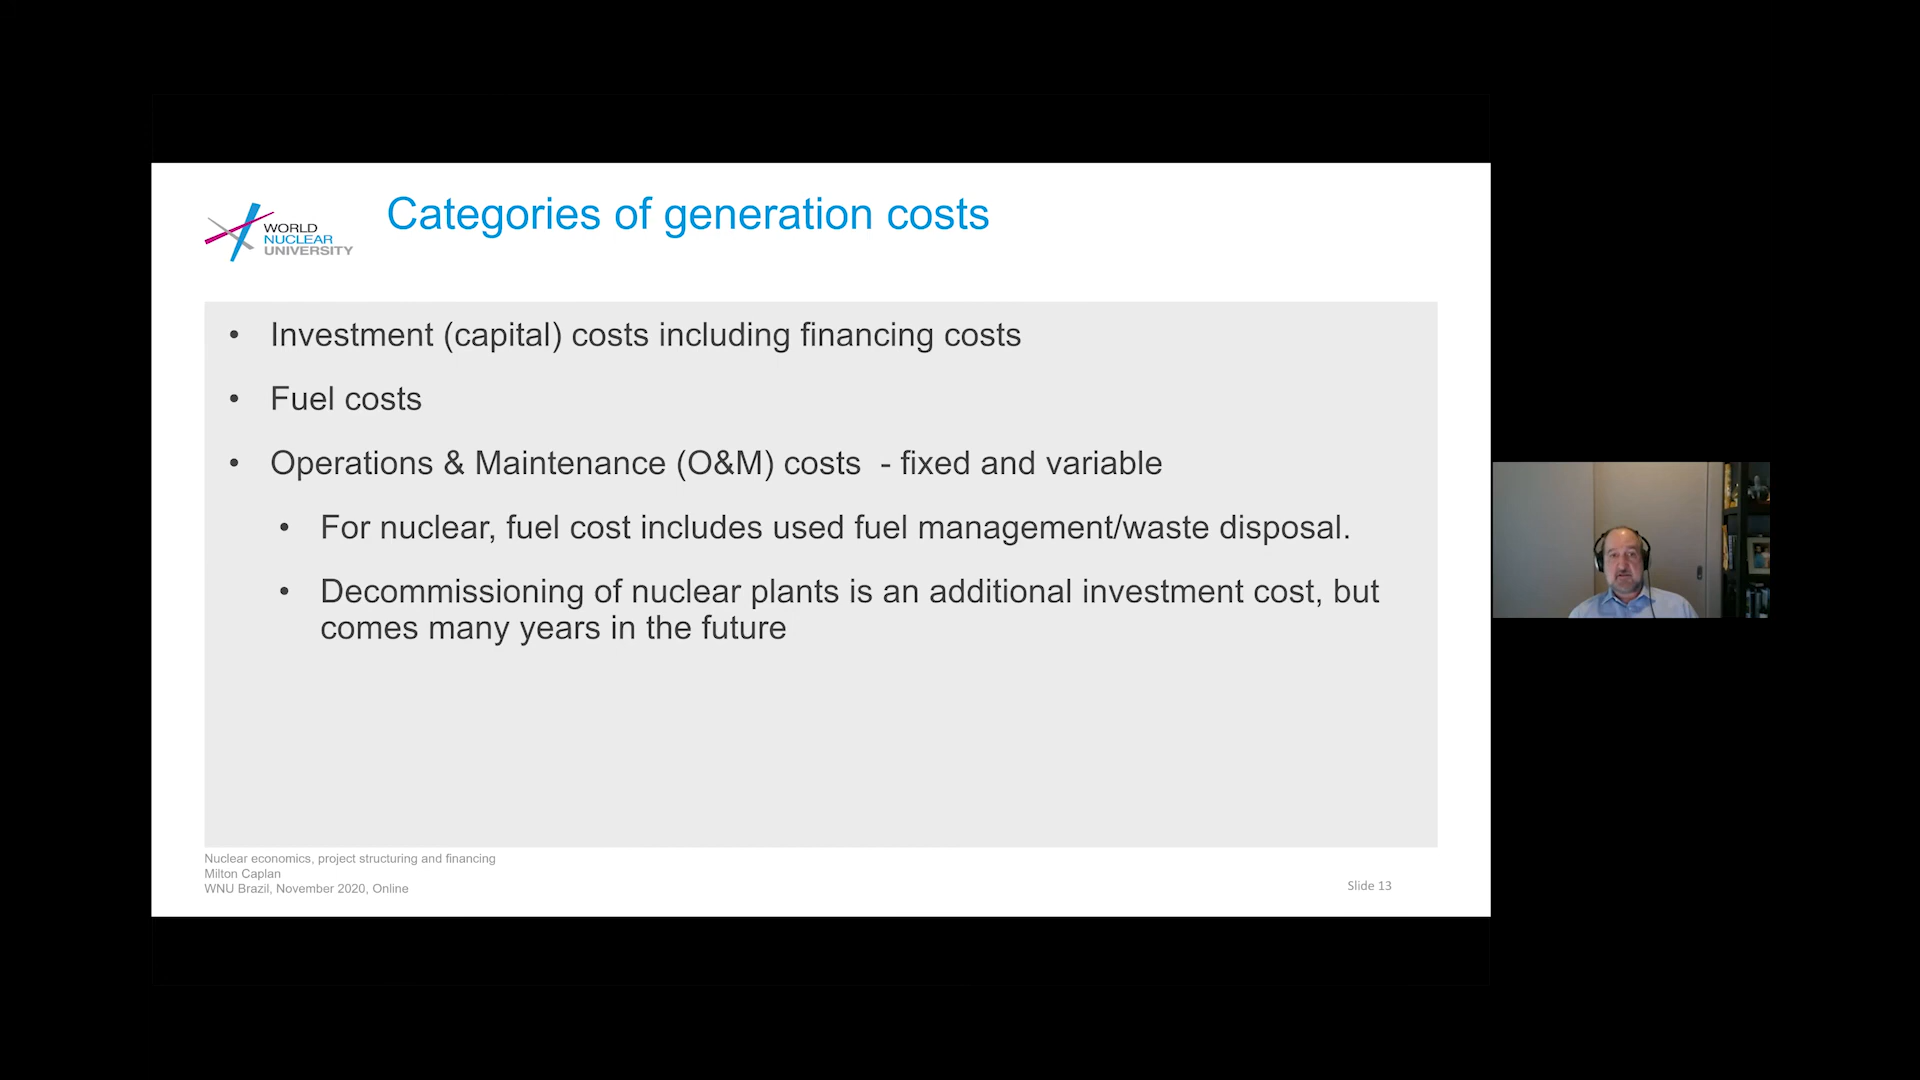 WORLD
NUCLEAR
UNIVERSITY
Categories of generation costs
• Investment (capital) costs including financing costs
• Fuel costs
• Operations & Maintenance (O&M) costs  - fixed and variable
• For nuclear, fuel cost includes used fuel management/waste disposal.
• Decommissioning of nuclear plants is an additional investment cost, but
comes many years in the future
Nuclear economics, project structuring and financing
Milton Caplan
WNU Brazil, November 2020, Online
Slide 13